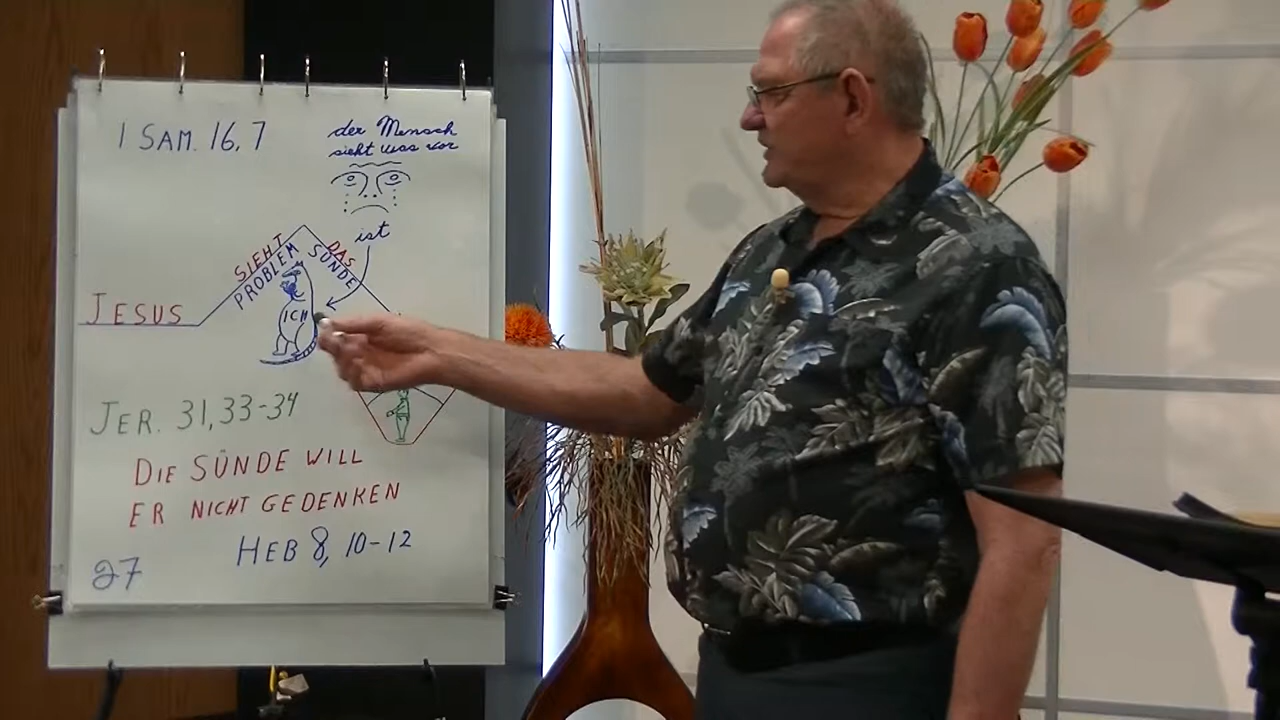 1 SAM. 16,7
der Mensch
sieht was vor
ist
SIEHT DAS
PROBLEM SÜNDE
JESUS
ICH
JER. 31,33-34
DIE SÜNDE WILL
ER NICHT GEDENKEN
HEB 8, 10-12
27